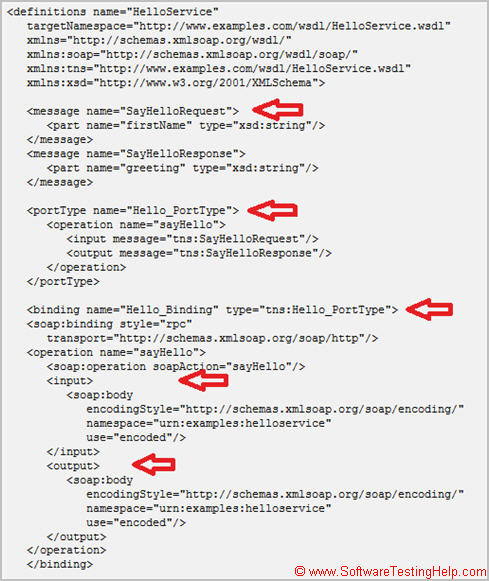 <definitions name="HelloService"
targetNamespace="http://www.examples.com/wsdl/HelloService.wsdl"
xmlns="http://schemas.xmlsoap.org/wsdl/"
xmlns:soap="http://schemas.xmlsoap.org/wsdl/soap/"
xmlns:tns="http://www.examples.com/wsdl/HelloService.wsdl"
xmlns:xsd="http://www.w3.org/2001/XMLSchema">
<message name="SayHelloRequest">
<part name="firstName" type="xsd:string"/>
</message>
<message name="SayHelloResponse">
<part name="greeting" type="xsd:string"/>
</message>
<portType name="Hello_PortType">
<operation name="sayHello">
<input message="tns:SayHelloRequest"/>
<output message="tns:SayHelloResponse"/>
</operation>
</portType>
<binding name="Hello_Binding" type="tns:Hello_PortType">
<soap:binding style="rpc"
transport="http://schemas.xmlsoap.org/soap/http"/>
<operation name="sayHello">
<soap:operation soapAction="sayHello"/>
<input>
<soap:body
encodingStyle="http://schemas.xmlsoap.org/soap/encoding/"
namespace="urn:examples:helloservice"
use="encoded"/>
</input>
<output>
<soap:body
encodingStyle="http://schemas.xmlsoap.org/soap/encoding/"
namespace="urn:examples:helloservice"
use="encoded"/>
</output>
</operation>
</binding>
© www.SoftwareTestingHelp.com